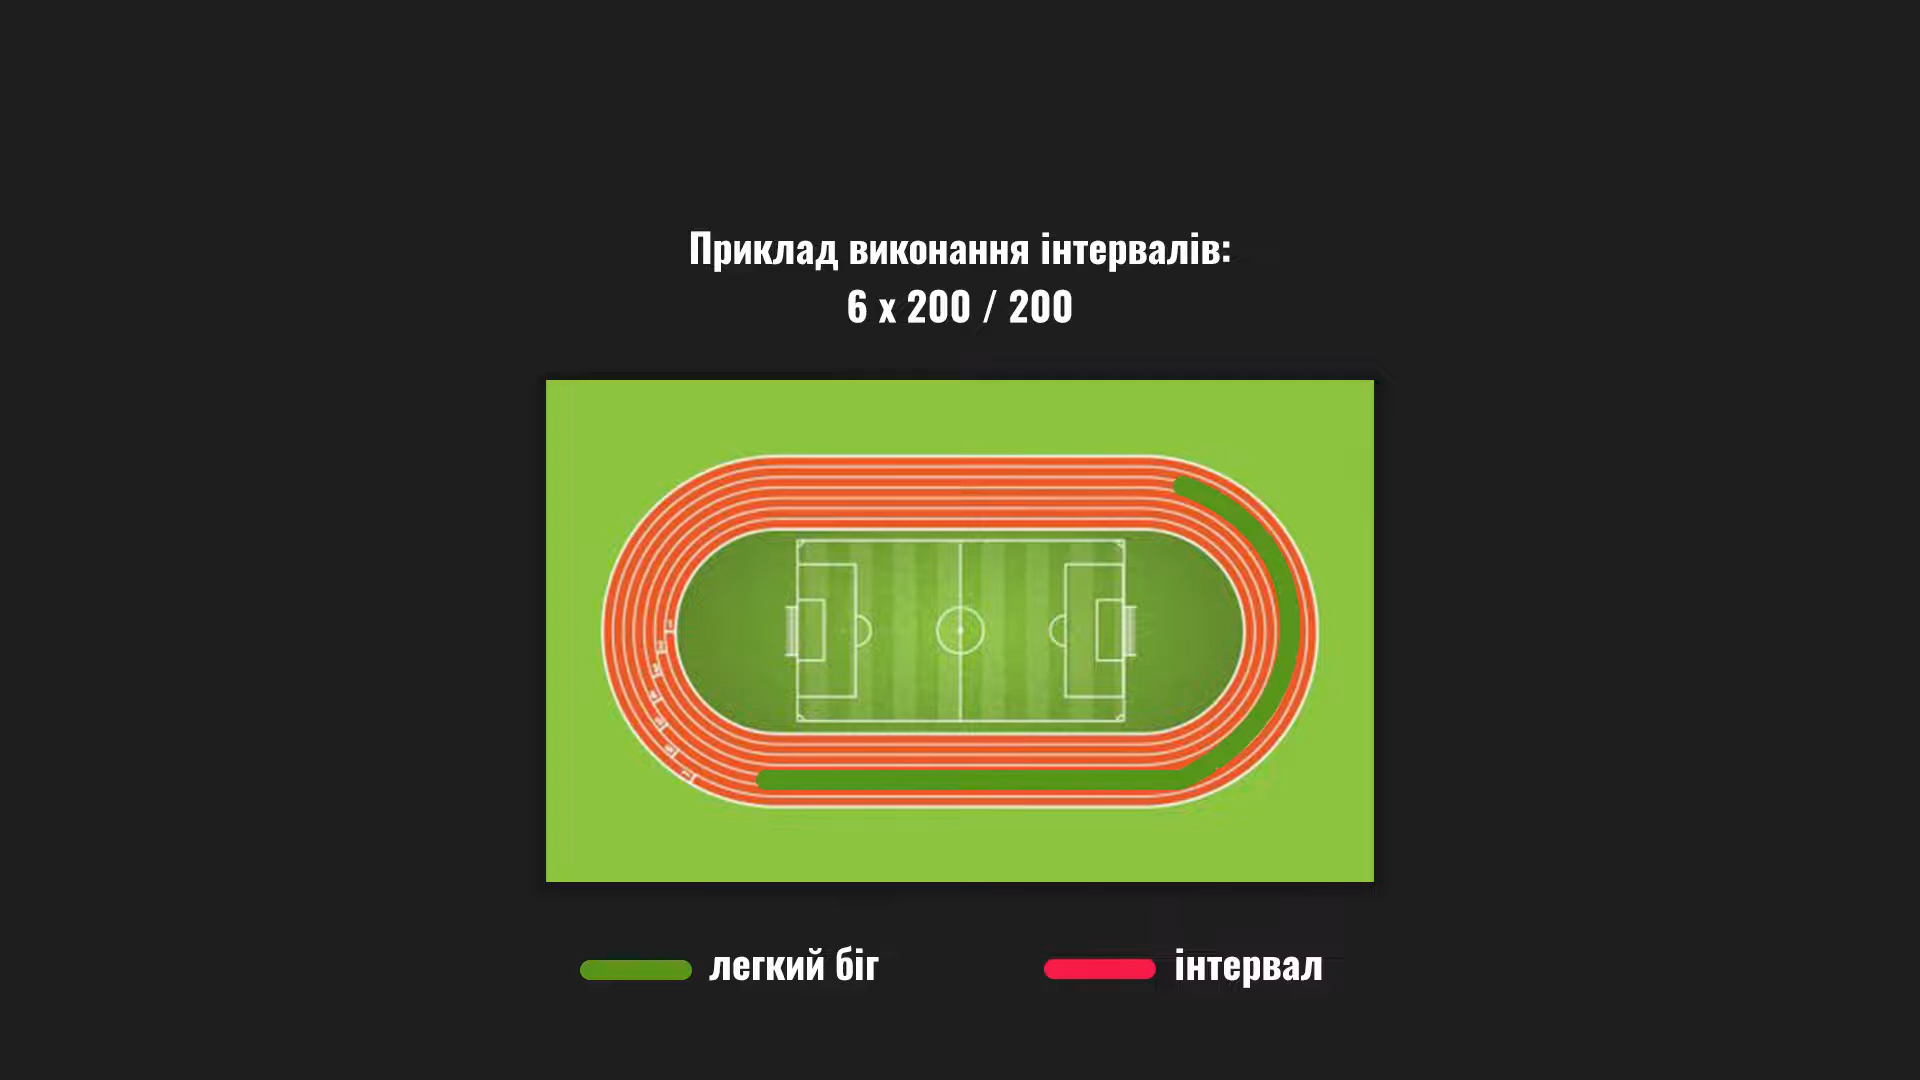 Приклад виконання інтервалів:
6 x 200 / 200
легкий біг
інтервал